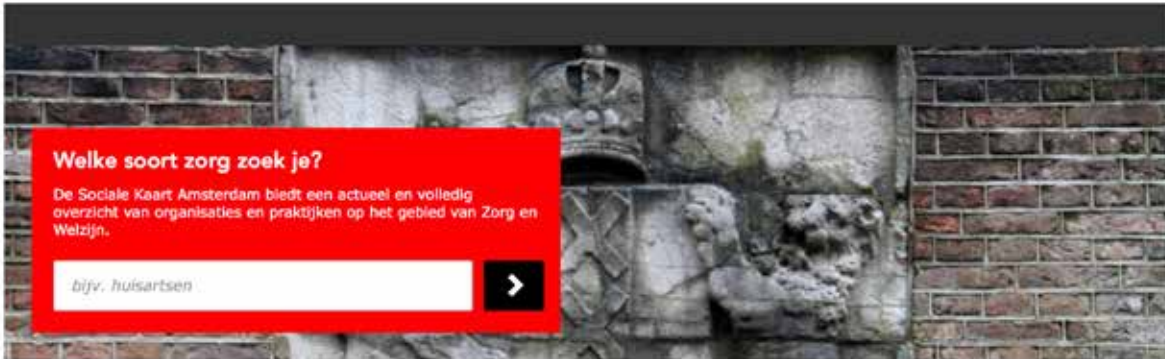 Welke soort zorg zoek je?
De Sociale Kaart Amsterdam biedt een actueel en volledig
overzicht van organisaties en praktijken op het gebied van Zorg en
Welzijn.
bijv. huisartsen